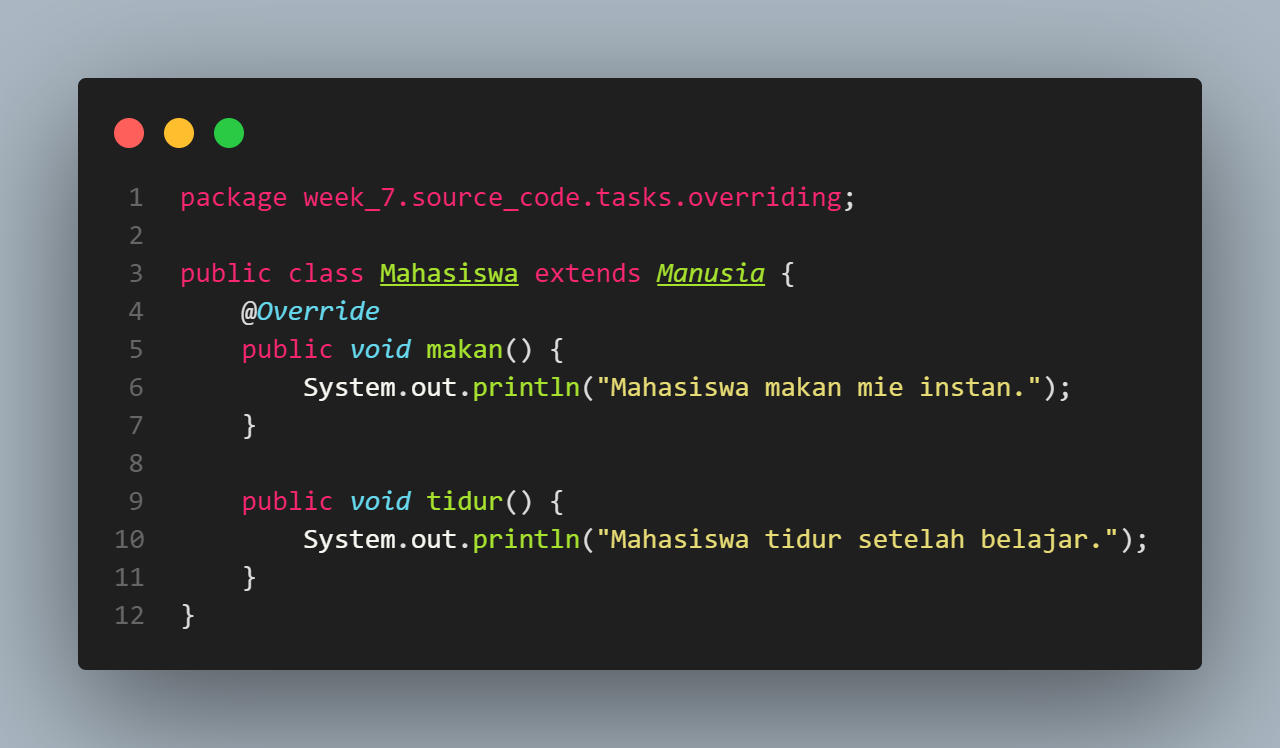 1 package week_7.source_code.tasks.overriding;
2
3 public class Mahasiswa extends Manusia {
4     @Override
5     public void makan() {
6         System.out.println("Mahasiswa makan mie instan.");
7     }
8
9     public void tidur() {
10         System.out.println("Mahasiswa tidur setelah belajar.");
11     }
12 }